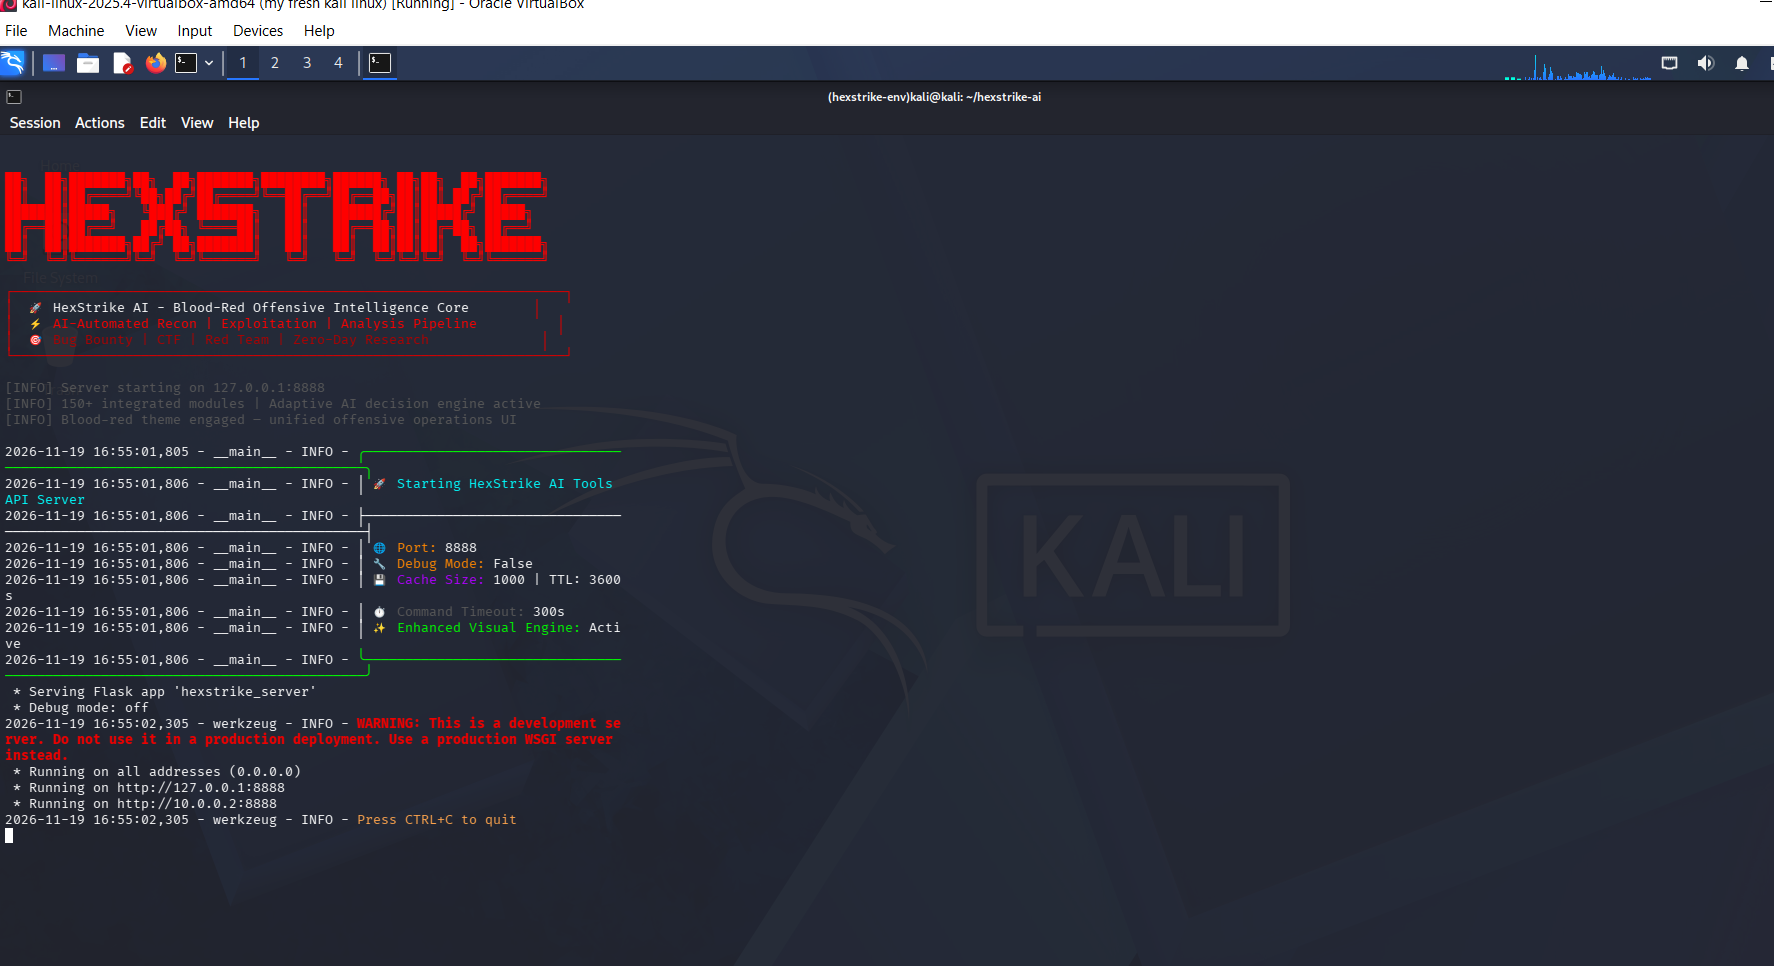 kali-linux-2025.4-virtualbox-amd64 (my fresh kali linux) [Running] - Oracle VirtualBox
File Machine View Input Devices Help
1 2 3 4
(hexstrike-env)kali@kali: ~/hexstrike-ai
Session Actions Edit View Help
Home
HEXSTRIKE
File System
🚀 HexStrike AI - Blood-Red Offensive Intelligence Core
⚡ AI-Automated Recon | Exploitation | Analysis Pipeline
🎯 Bug Bounty | CTF | Red Team | Zero-Day Research
[INFO] Server starting on 127.0.0.1:8888
[INFO] 150+ integrated modules | Adaptive AI decision engine active
[INFO] Blood-red theme engaged – unified offensive operations UI
2026-11-19 16:55:01,805 - __main__ - INFO -
2026-11-19 16:55:01,806 - __main__ - INFO - │ 🚀 Starting HexStrike AI Tools
API Server
2026-11-19 16:55:01,806 - __main__ - INFO -
2026-11-19 16:55:01,806 - __main__ - INFO - │ 🌐 Port: 8888
2026-11-19 16:55:01,806 - __main__ - INFO - │ 🔧 Debug Mode: False
2026-11-19 16:55:01,806 - __main__ - INFO - │ 💾 Cache Size: 1000 | TTL: 3600
s
2026-11-19 16:55:01,806 - __main__ - INFO - │ ⏱️ Command Timeout: 300s
2026-11-19 16:55:01,806 - __main__ - INFO - │ ✨ Enhanced Visual Engine: Acti
ve
2026-11-19 16:55:01,806 - __main__ - INFO -
* Serving Flask app 'hexstrike_server'
* Debug mode: off
2026-11-19 16:55:02,305 - werkzeug - INFO - WARNING: This is a development se
rver. Do not use it in a production deployment. Use a production WSGI server
instead.
* Running on all addresses (0.0.0.0)
* Running on http://127.0.0.1:8888
* Running on http://10.0.0.2:8888
2026-11-19 16:55:02,305 - werkzeug - INFO - Press CTRL+C to quit
KALI